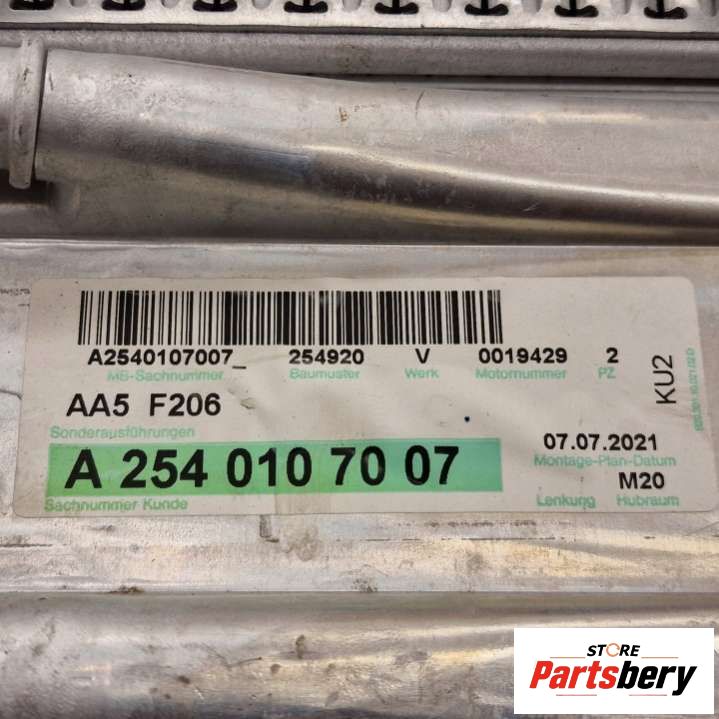 A2540107007_ 254920 V 0019429 2
MB-Sachnummer Baumuster Werk Motornummer PZ
AA5 F206
Sonderausführungen
07.07.2021
Montage-Plan-Datum
A 254 010 70 07
M20
Sachnummer Kunde Lenkung Hubraum
KU2
STORE
Partsbery